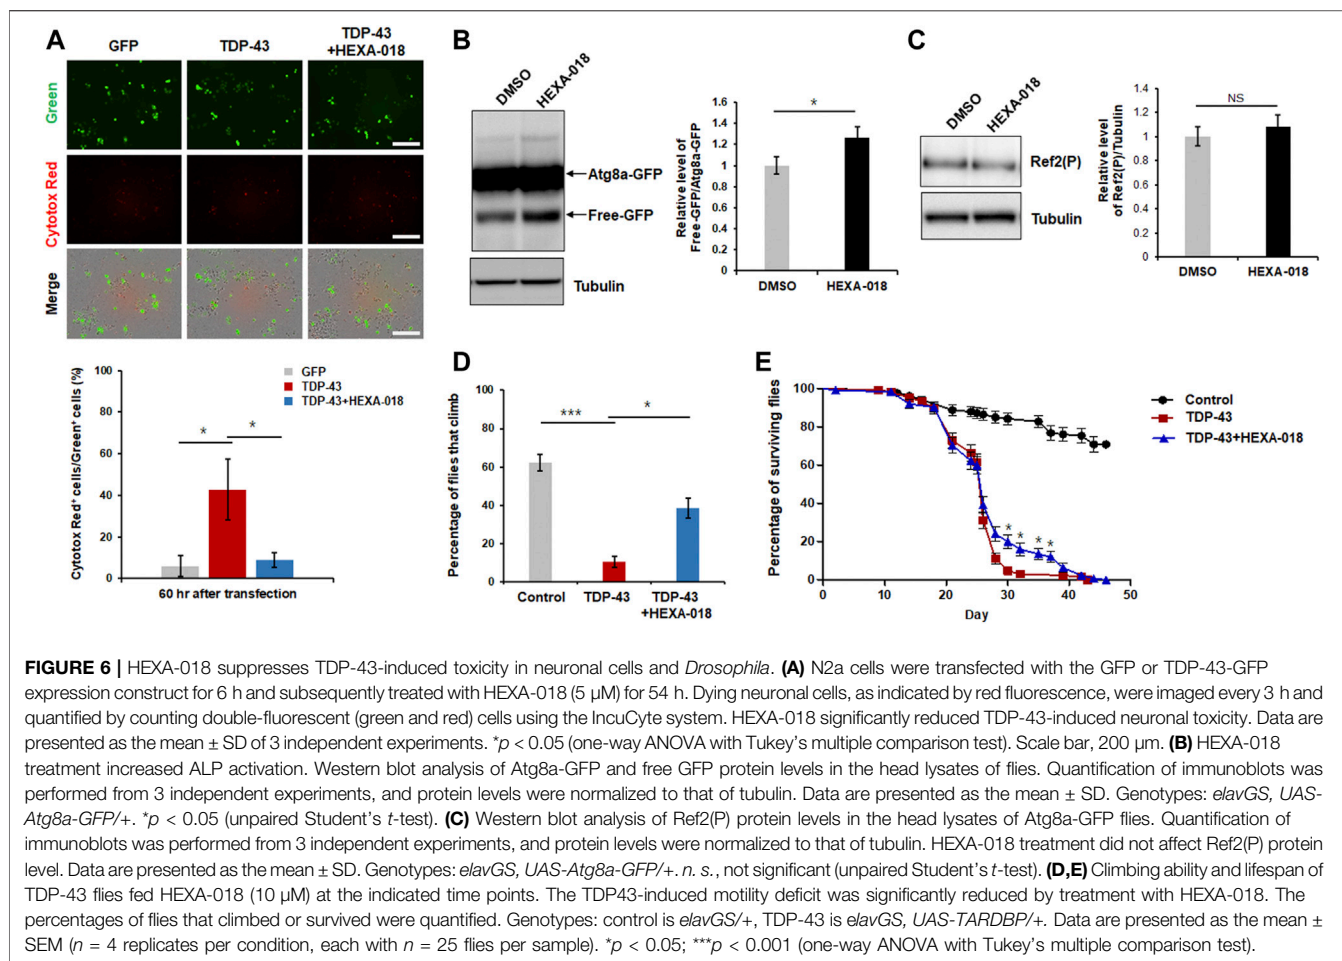 A
GFP
TDP-43
TDP-43
+HEXA-018
Green
Cytotox Red
Merge
Cytotox Red⁺ cells/Green⁺ cells (%)
100
80
60
40
20
0
GFP
TDP-43
TDP-43+HEXA-018
*
*
60 hr after transfection
B
DMSO
HEXA-018
Atg8a-GFP
Free-GFP
Tubulin
Relative level of
Free-GFP/Atg8a-GFP
1.6
1.4
1.2
1
0.8
0.6
0.4
0.2
0
*
DMSO
HEXA-018
C
DMSO
HEXA-018
Ref2(P)
Tubulin
Relative level
of Ref2(P)/Tubulin
1.4
1.2
1
0.8
0.6
0.4
0.2
0
NS
DMSO
HEXA-018
D
Percentage of flies that climb
100
80
60
40
20
0
***
*
Control
TDP-43
TDP-43
+HEXA-018
E
Percentage of surviving flies
100
80
60
40
20
0
Control
TDP-43
TDP-43+HEXA-018
* * * *
0 10 20 30 40 50
Day
FIGURE 6 | HEXA-018 suppresses TDP-43-induced toxicity in neuronal cells and Drosophila. (A) N2a cells were transfected with the GFP or TDP-43-GFP
expression construct for 6 h and subsequently treated with HEXA-018 (5 µM) for 54 h. Dying neuronal cells, as indicated by red fluorescence, were imaged every 3 h and
quantified by counting double-fluorescent (green and red) cells using the IncuCyte system. HEXA-018 significantly reduced TDP-43-induced neuronal toxicity. Data are
presented as the mean ± SD of 3 independent experiments. *p < 0.05 (one-way ANOVA with Tukey's multiple comparison test). Scale bar, 200 µm. (B) HEXA-018
treatment increased ALP activation. Western blot analysis of Atg8a-GFP and free GFP protein levels in the head lysates of flies. Quantification of immunoblots was
performed from 3 independent experiments, and protein levels were normalized to that of tubulin. Data are presented as the mean ± SD. Genotypes: elavGS, UAS-
Atg8a-GFP/+. *p < 0.05 (unpaired Student's t-test). (C) Western blot analysis of Ref2(P) protein levels in the head lysates of Atg8a-GFP flies. Quantification of
immunoblots was performed from 3 independent experiments, and protein levels were normalized to that of tubulin. HEXA-018 treatment did not affect Ref2(P) protein
level. Data are presented as the mean ± SD. Genotypes: elavGS, UAS-Atg8a-GFP/+. n. s., not significant (unpaired Student's t-test). (D,E) Climbing ability and lifespan of
TDP-43 flies fed HEXA-018 (10 µM) at the indicated time points. The TDP43-induced motility deficit was significantly reduced by treatment with HEXA-018. The
percentages of flies that climbed or survived were quantified. Genotypes: control is elavGS/+, TDP-43 is elavGS, UAS-TARDBP/+. Data are presented as the mean ±
SEM (n = 4 replicates per condition, each with n = 25 flies per sample). *p < 0.05; ***p < 0.001 (one-way ANOVA with Tukey's multiple comparison test).